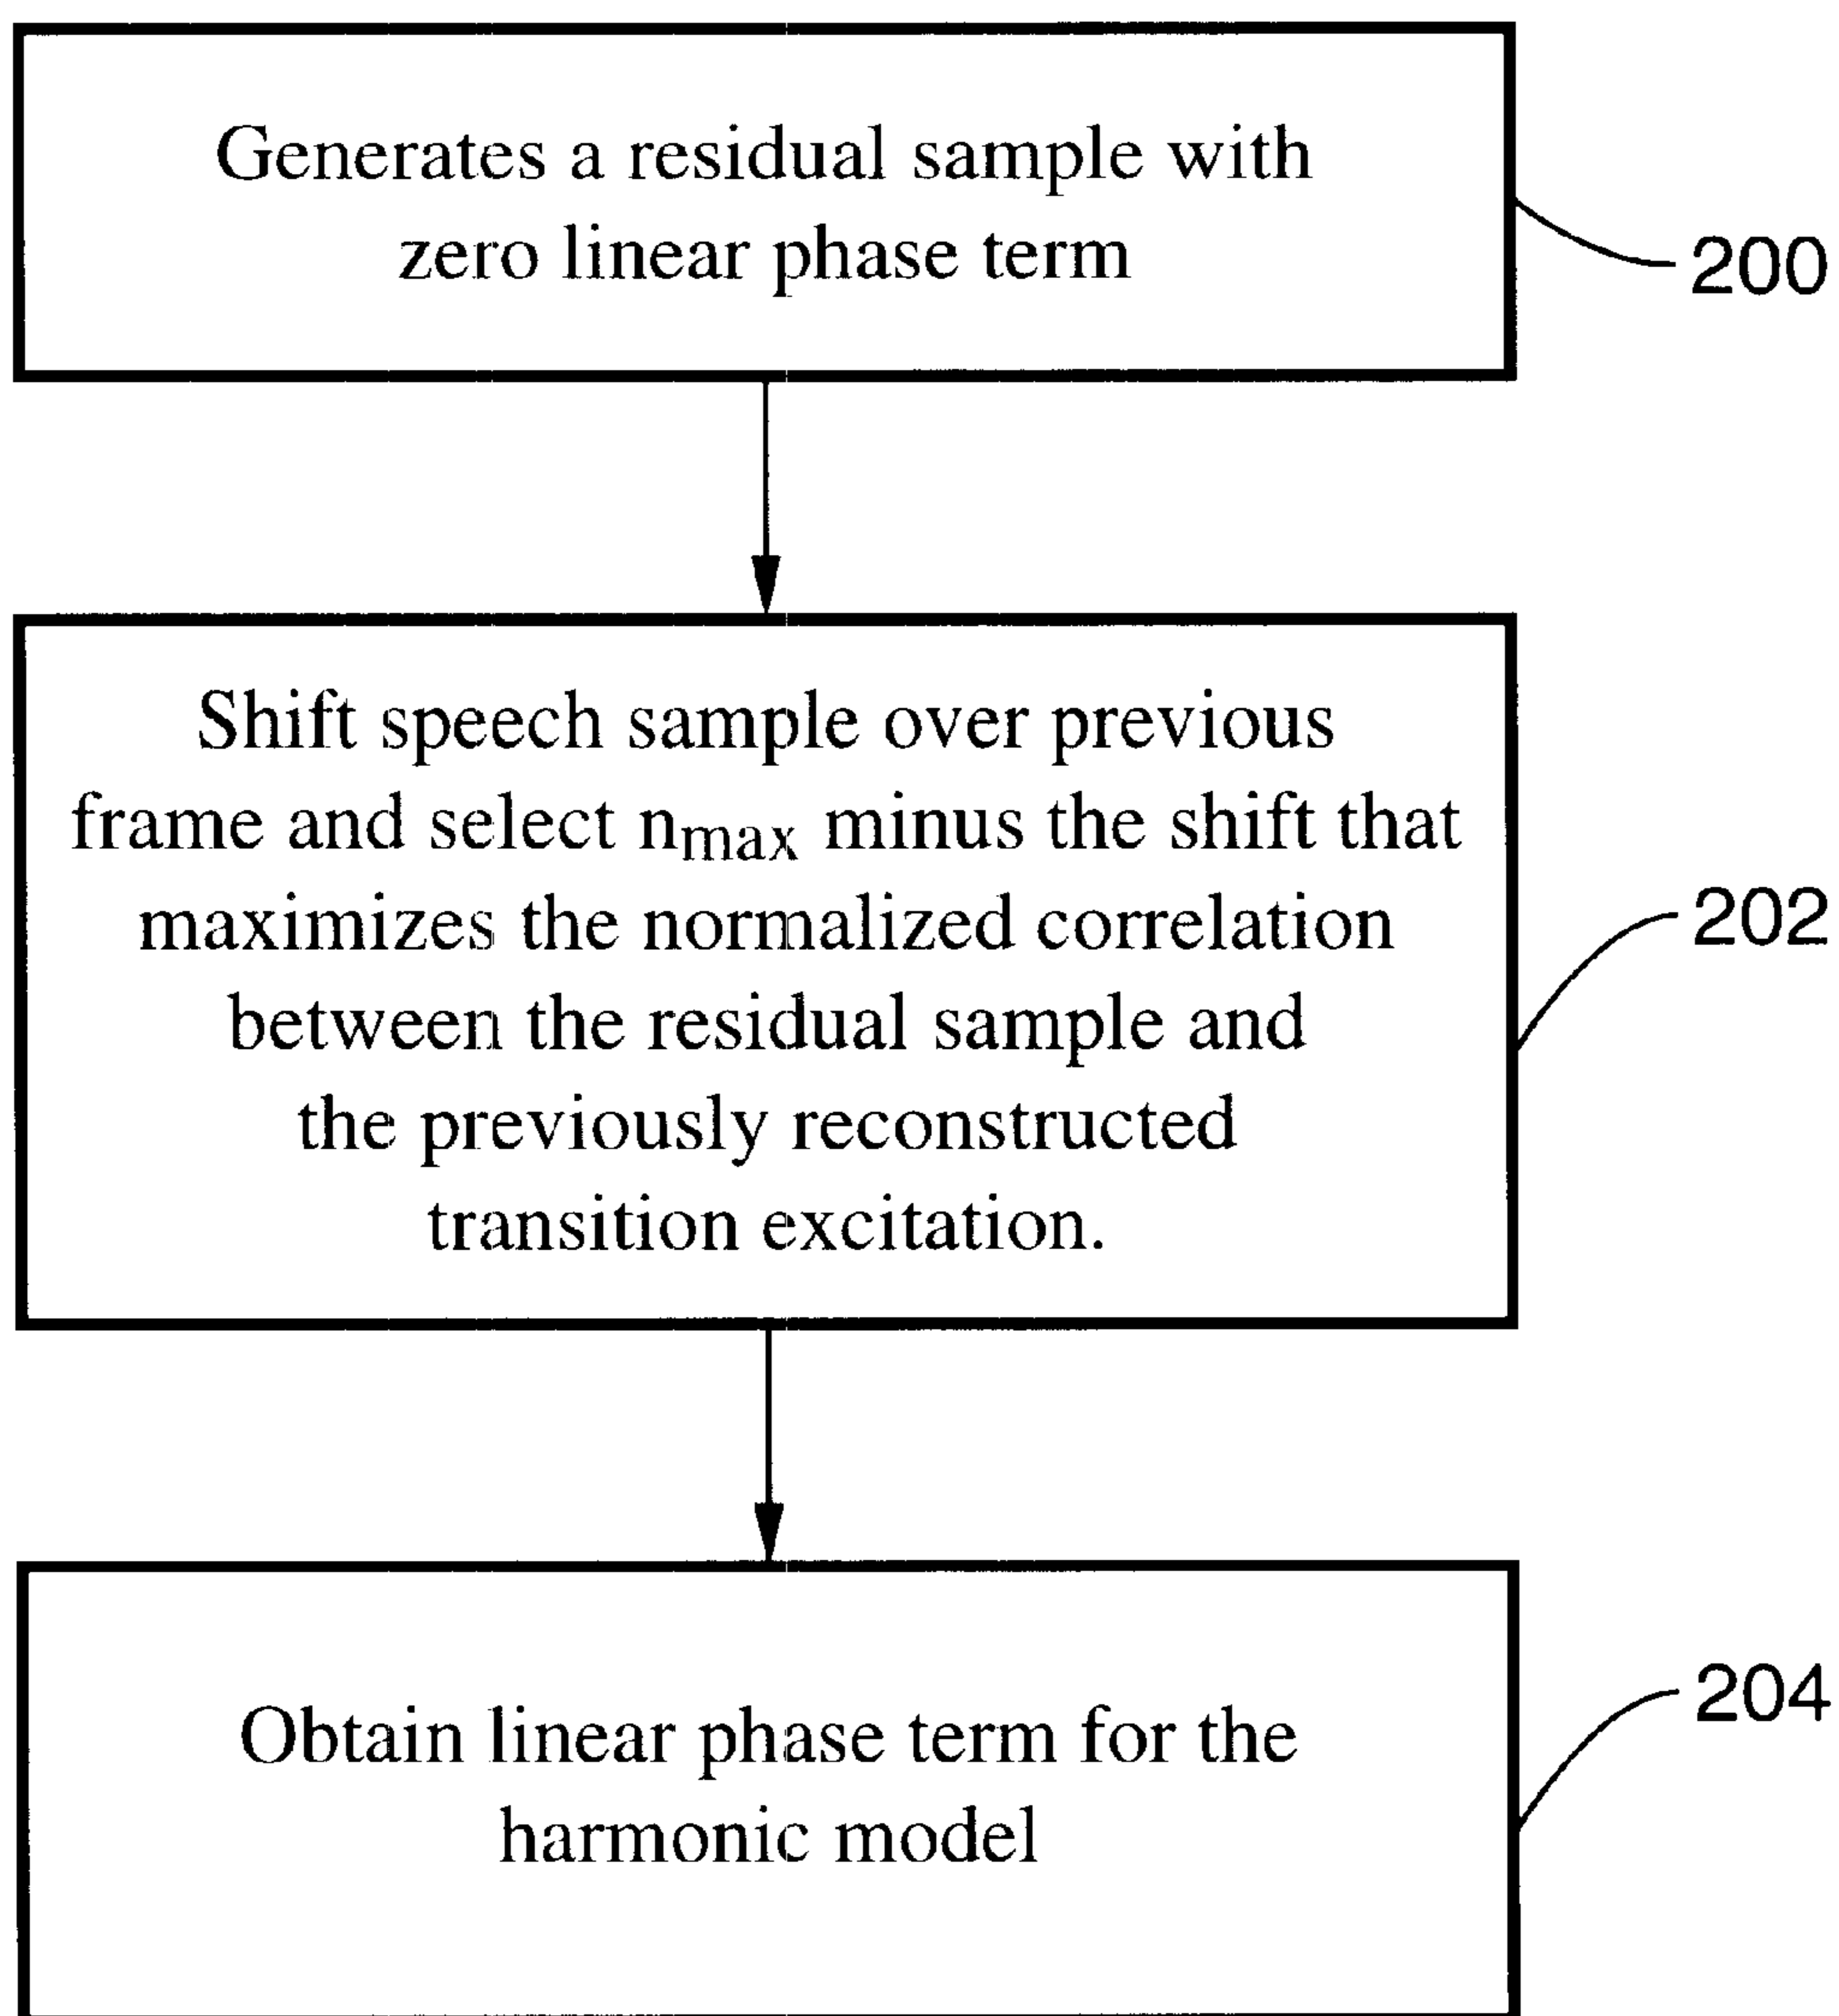 Generates a residual sample with
zero linear phase term
200
Shift speech sample over previous
frame and select nmax minus the shift that
maximizes the normalized correlation
between the residual sample and
the previously reconstructed
transition excitation.
202
Obtain linear phase term for the
harmonic model
204